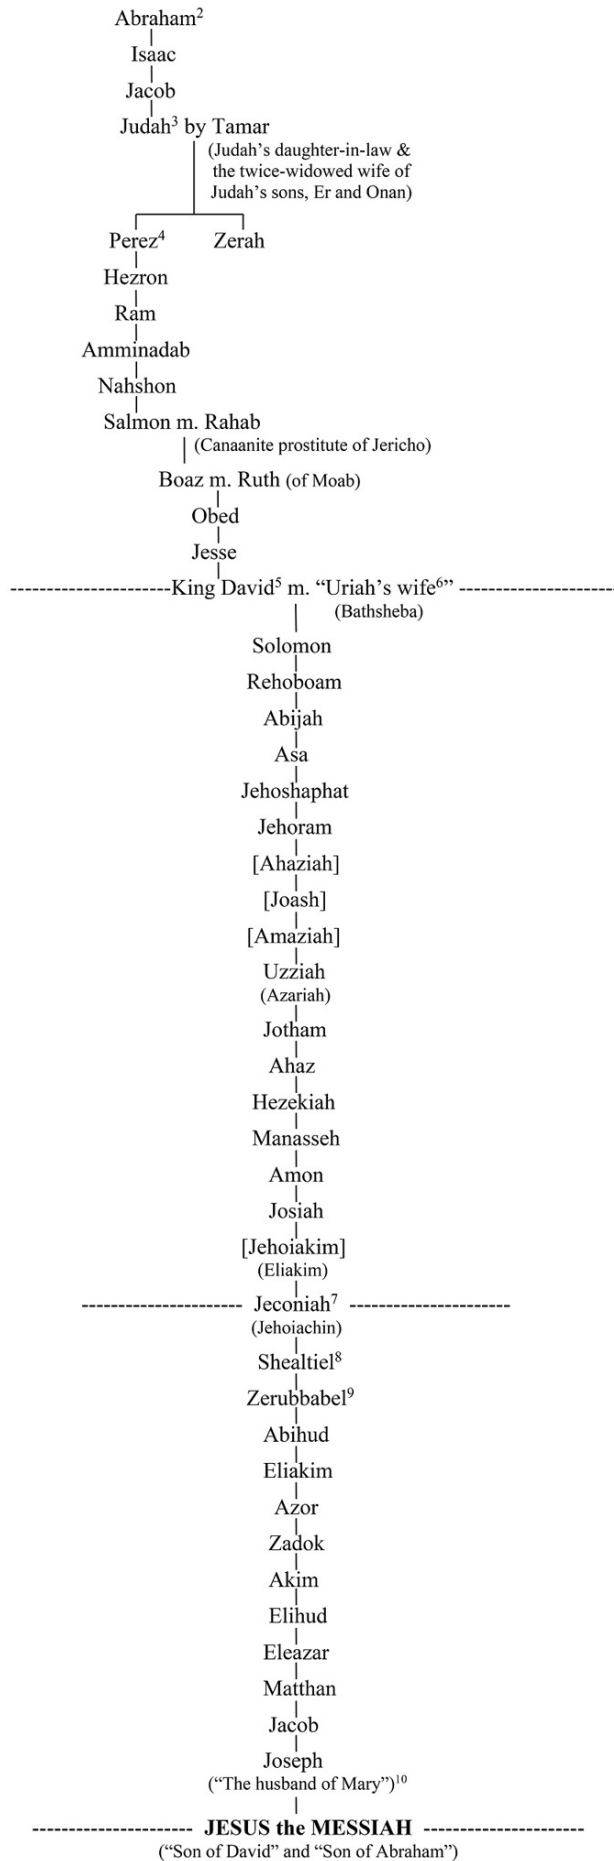 Abraham²
Isaac
Jacob
Judah³ by Tamar
(Judah’s daughter-in-law &
the twice-widowed wife of
Judah’s sons, Er and Onan)
Perez⁴ Zerah
Hezron
Ram
Amminadab
Nahshon
Salmon m. Rahab
(Canaanite prostitute of Jericho)
Boaz m. Ruth (of Moab)
Obed
Jesse
King David⁵ m. “Uriah’s wife⁶”
(Bathsheba)
Solomon
Rehoboam
Abijah
Asa
Jehoshaphat
Jehoram
[Ahaziah]
[Joash]
[Amaziah]
Uzziah
(Azariah)
Jotham
Ahaz
Hezekiah
Manasseh
Amon
Josiah
[Jehoiakim]
(Eliakim)
Jeconiah⁷
(Jehoiachin)
Shealtiel⁸
Zerubbabel⁹
Abihud
Eliakim
Azor
Zadok
Akim
Elihud
Eleazar
Matthan
Jacob
Joseph
(“The husband of Mary”)¹⁰
JESUS the MESSIAH
(“Son of David” and “Son of Abraham”)